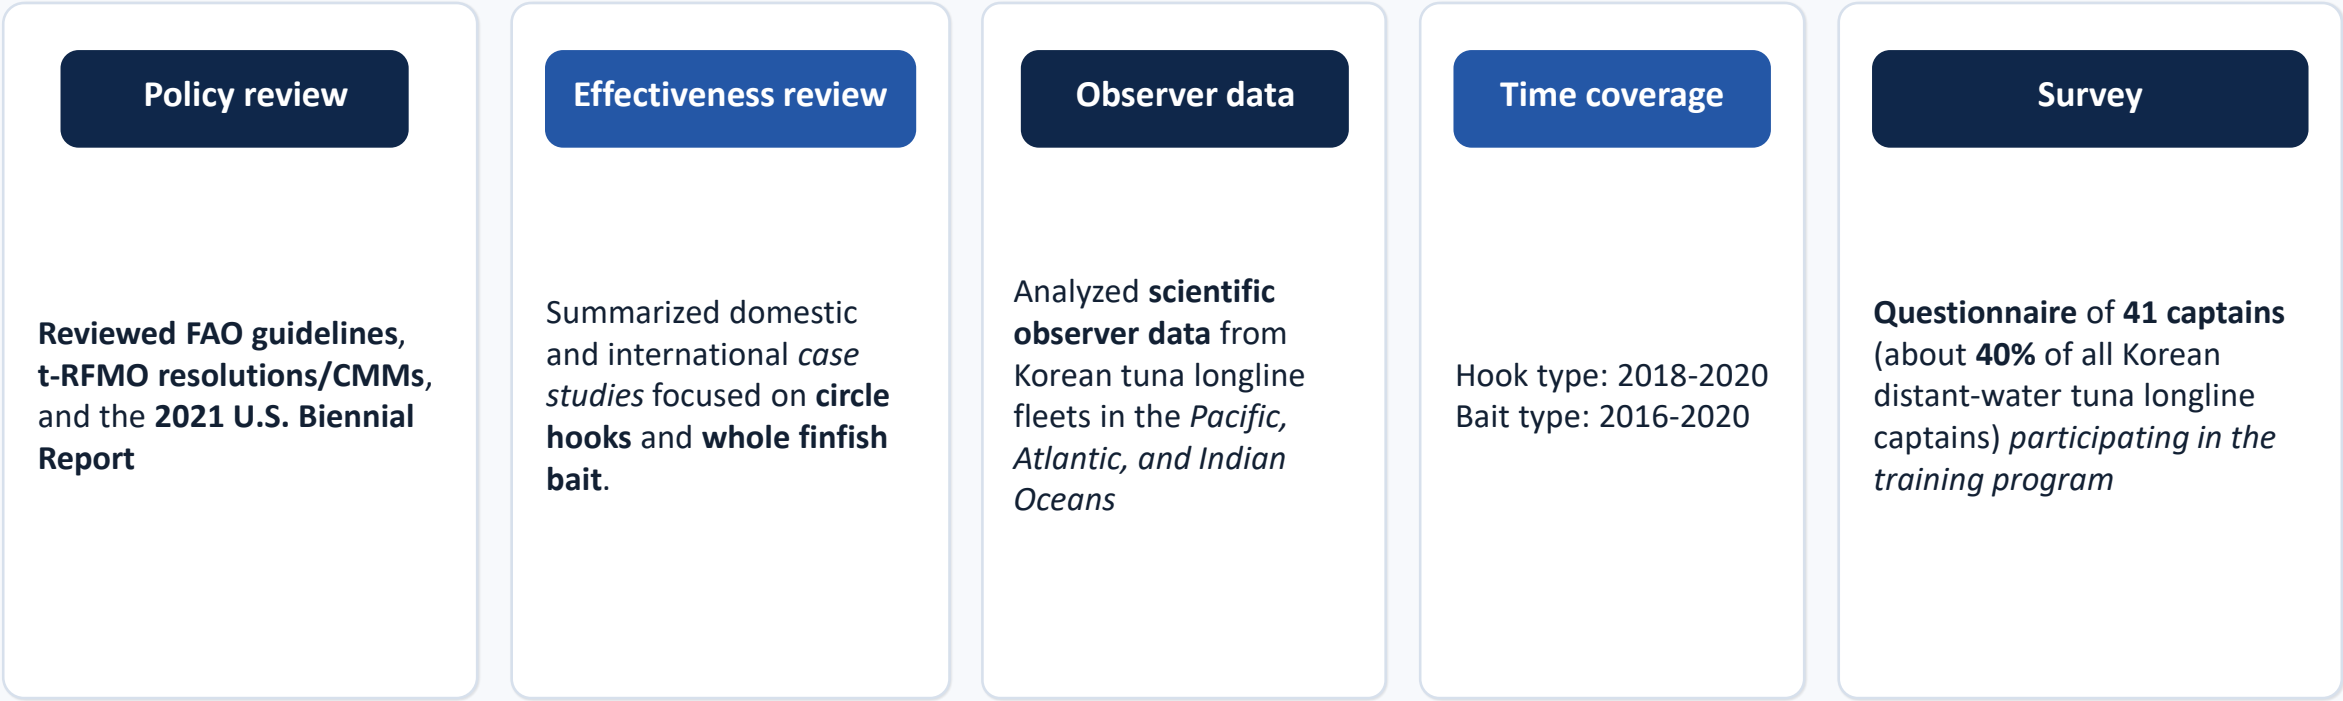 Policy review
Reviewed FAO guidelines,
t-RFMO resolutions/CMMs,
and the 2021 U.S. Biennial
Report
Effectiveness review
Summarized domestic
and international case
studies focused on circle
hooks and whole finfish
bait.
Observer data
Analyzed scientific
observer data from
Korean tuna longline
fleets in the Pacific,
Atlantic, and Indian
Oceans
Time coverage
Hook type: 2018-2020
Bait type: 2016-2020
Survey
Questionnaire of 41 captains
(about 40% of all Korean
distant-water tuna longline
captains) participating in the
training program